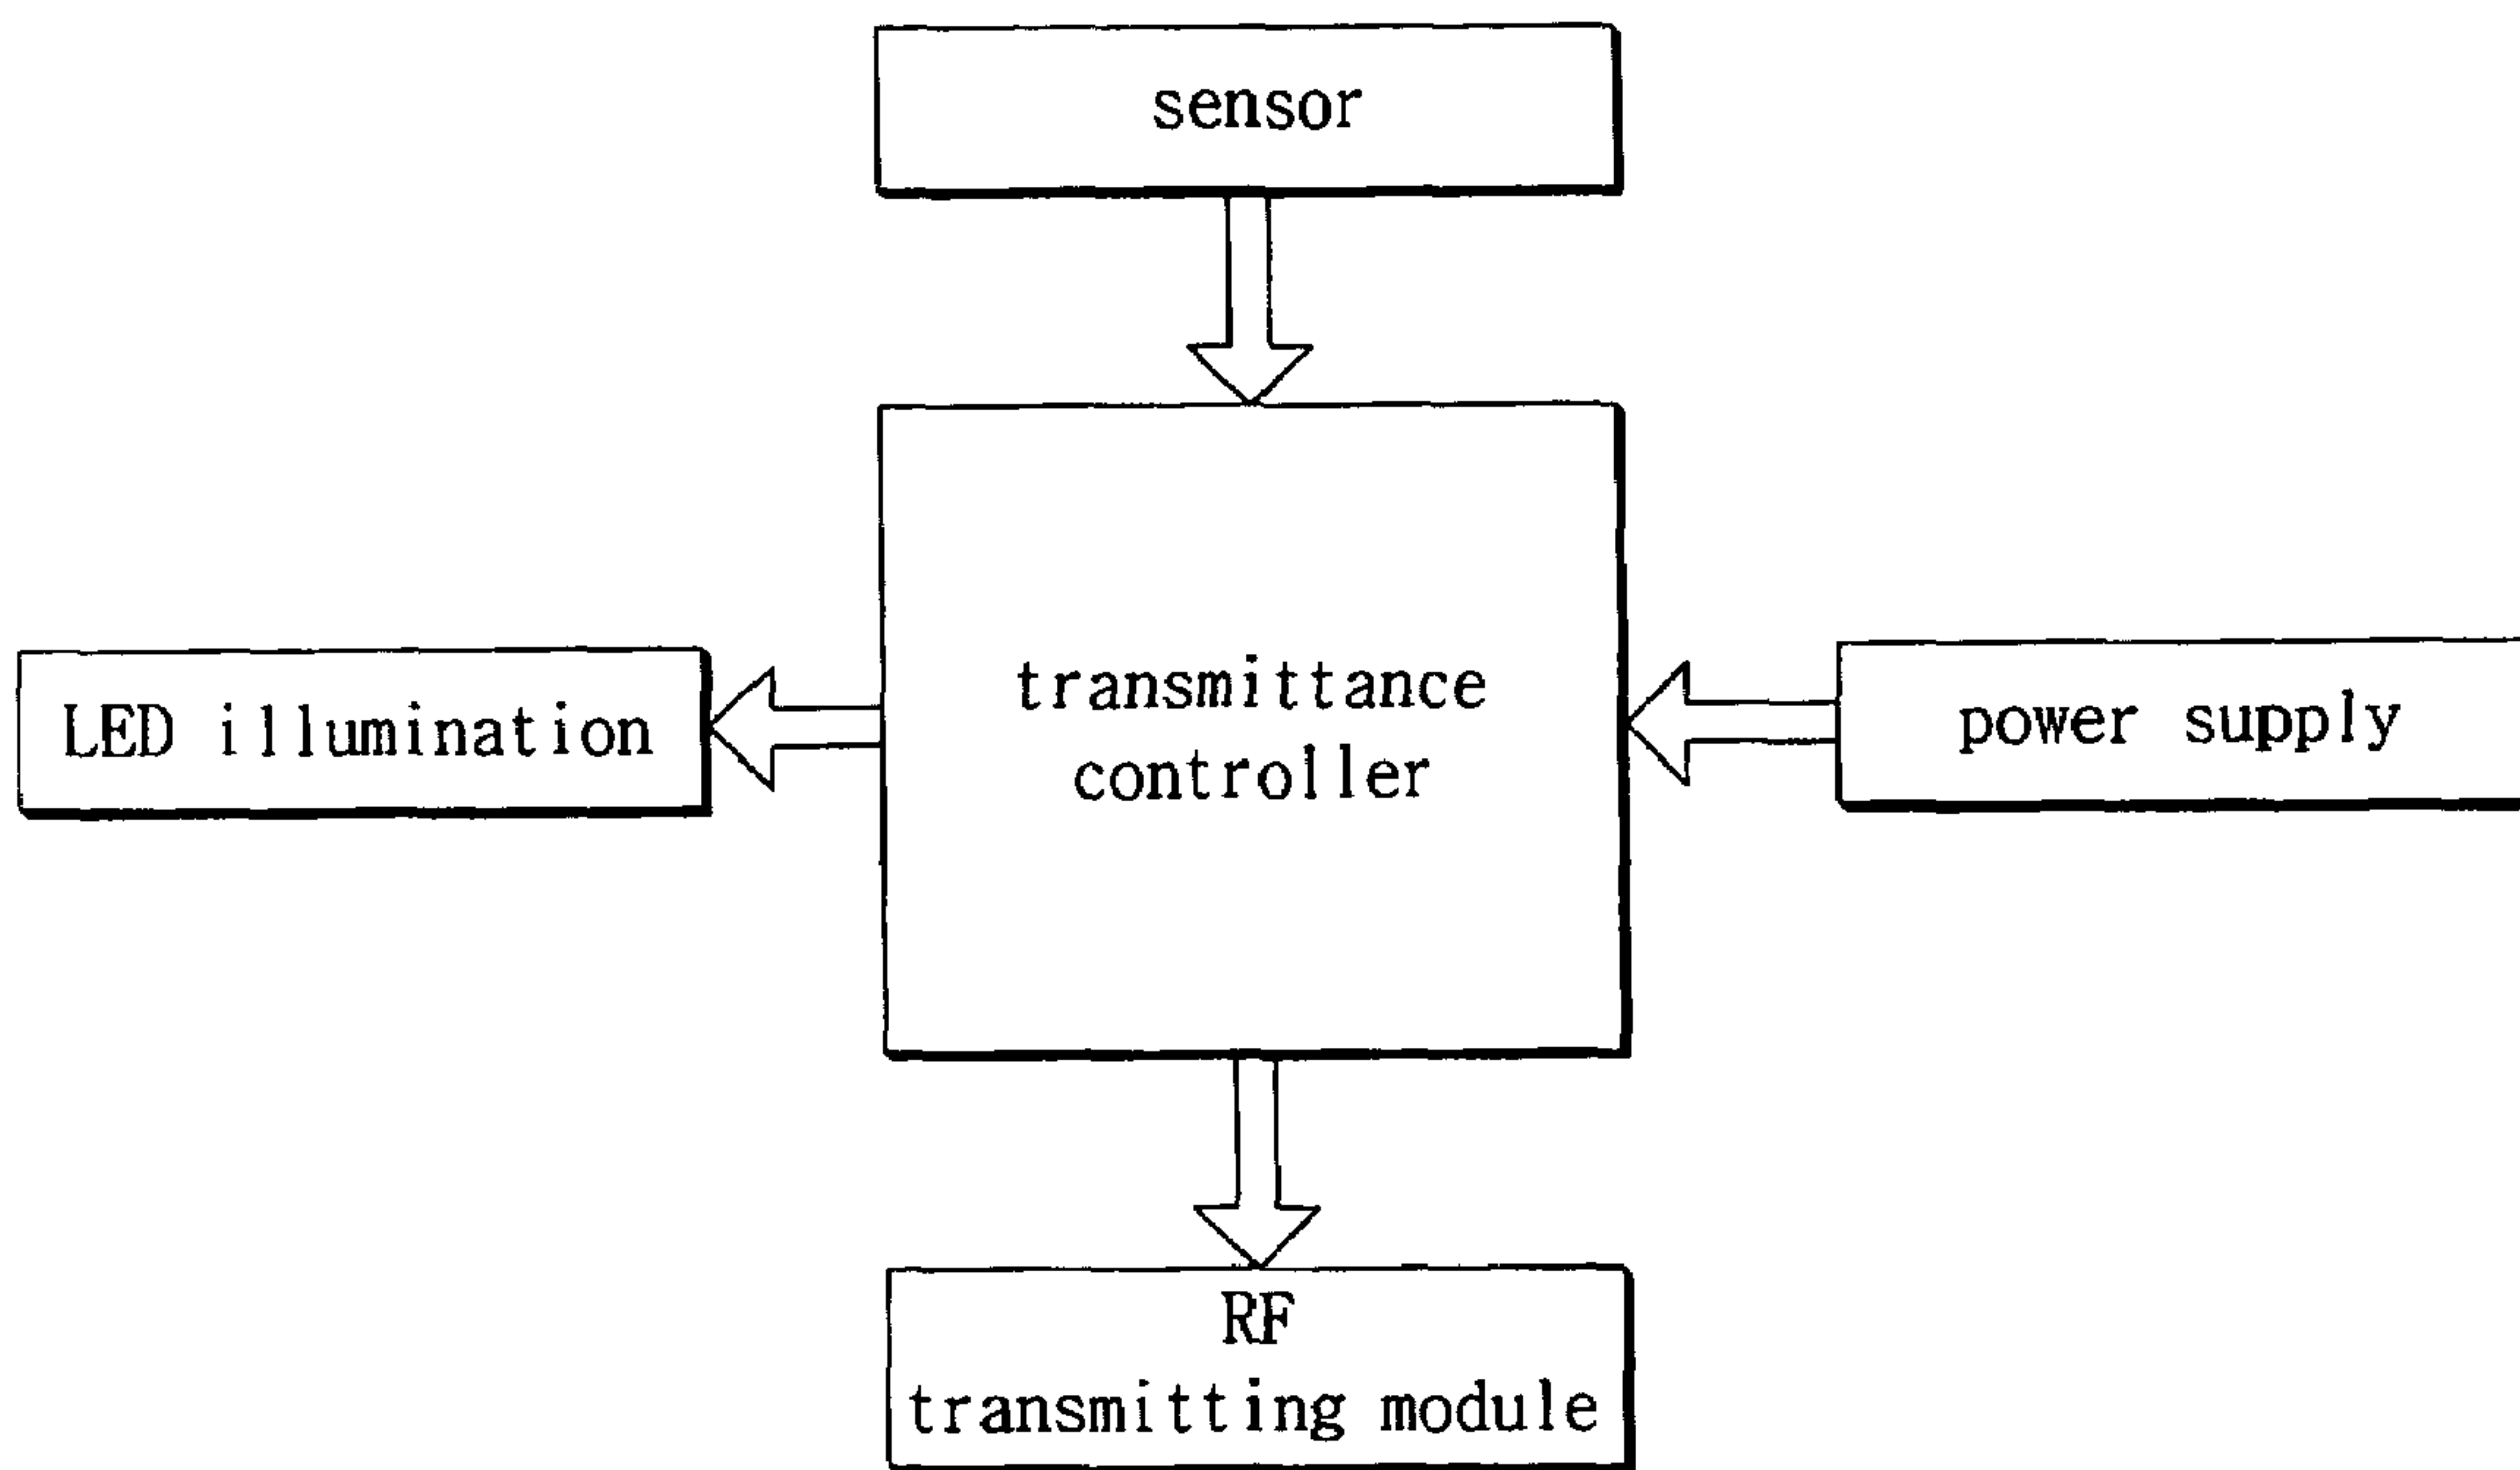 sensor
transmittance
controller
LED illumination
power supply
RF
transmitting module